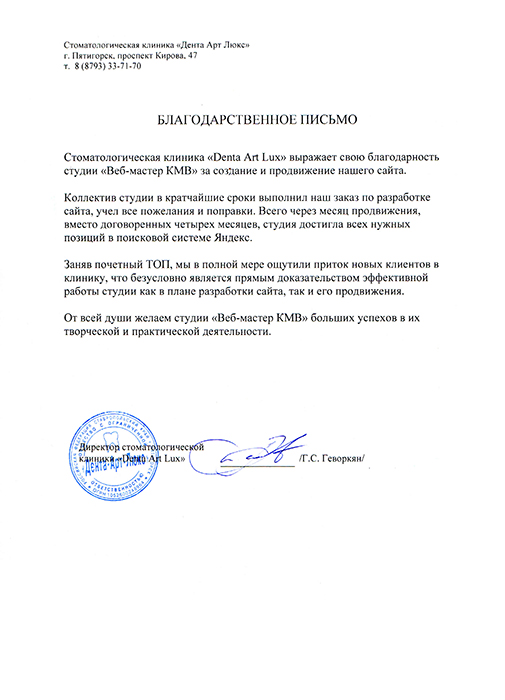 Стоматологическая клиника «Дента Арт Люкс»
г. Пятигорск, проспект Кирова, 47
т. 8 (8793) 33-71-70
БЛАГОДАРСТВЕННОЕ ПИСЬМО
Стоматологическая клиника «Denta Art Lux» выражает свою благодарность
студии «Веб-мастер КМВ» за создание и продвижение нашего сайта.
Коллектив студии в кратчайшие сроки выполнил наш заказ по разработке
сайта, учел все пожелания и поправки. Всего через месяц продвижения,
вместо договоренных четырех месяцев, студия достигла всех нужных
позиций в поисковой системе Яндекс.
Заняв почетный ТОП, мы в полной мере ощутили приток новых клиентов в
клинику, что безусловно является прямым доказательством эффективной
работы студии как в плане разработки сайта, так и его продвижения.
От всей души желаем студии «Веб-мастер КМВ» больших успехов в их
творческой и практической деятельности.
Директор стоматологической
клиники «Denta Art Lux» /Г.С. Геворкян/
Дента-Арт-Люкс
ОТВЕТСТВЕННОСТЬЮ